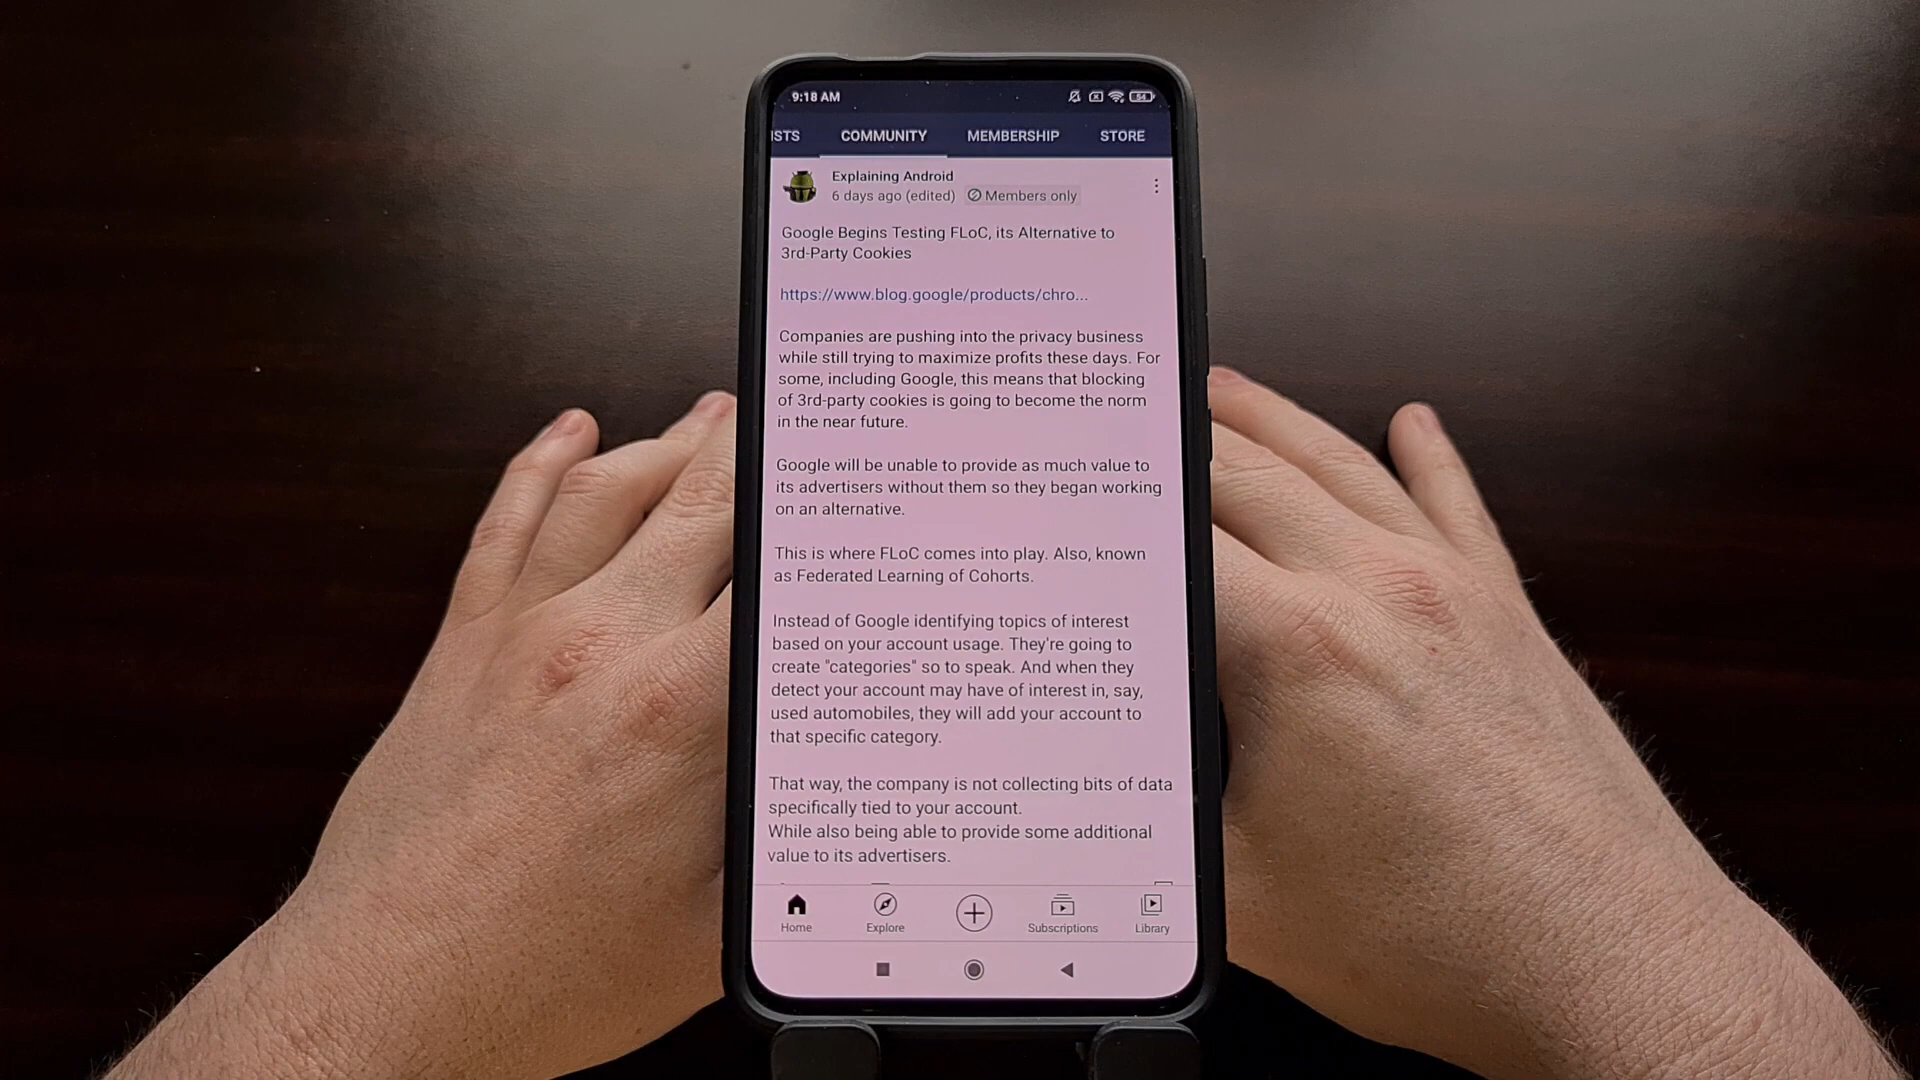 9:18 AM
54
ISTS COMMUNITY MEMBERSHIP STORE
Explaining Android
6 days ago (edited) Members only
Google Begins Testing FLoC, its Alternative to
3rd-Party Cookies
https://www.blog.google/products/chro...
Companies are pushing into the privacy business
while still trying to maximize profits these days. For
some, including Google, this means that blocking
of 3rd-party cookies is going to become the norm
in the near future.
Google will be unable to provide as much value to
its advertisers without them so they began working
on an alternative.
This is where FLoC comes into play. Also, known
as Federated Learning of Cohorts.
Instead of Google identifying topics of interest
based on your account usage. They're going to
create "categories" so to speak. And when they
detect your account may have of interest in, say,
used automobiles, they will add your account to
that specific category.
That way, the company is not collecting bits of data
specifically tied to your account.
While also being able to provide some additional
value to its advertisers.
Home Explore Subscriptions Library